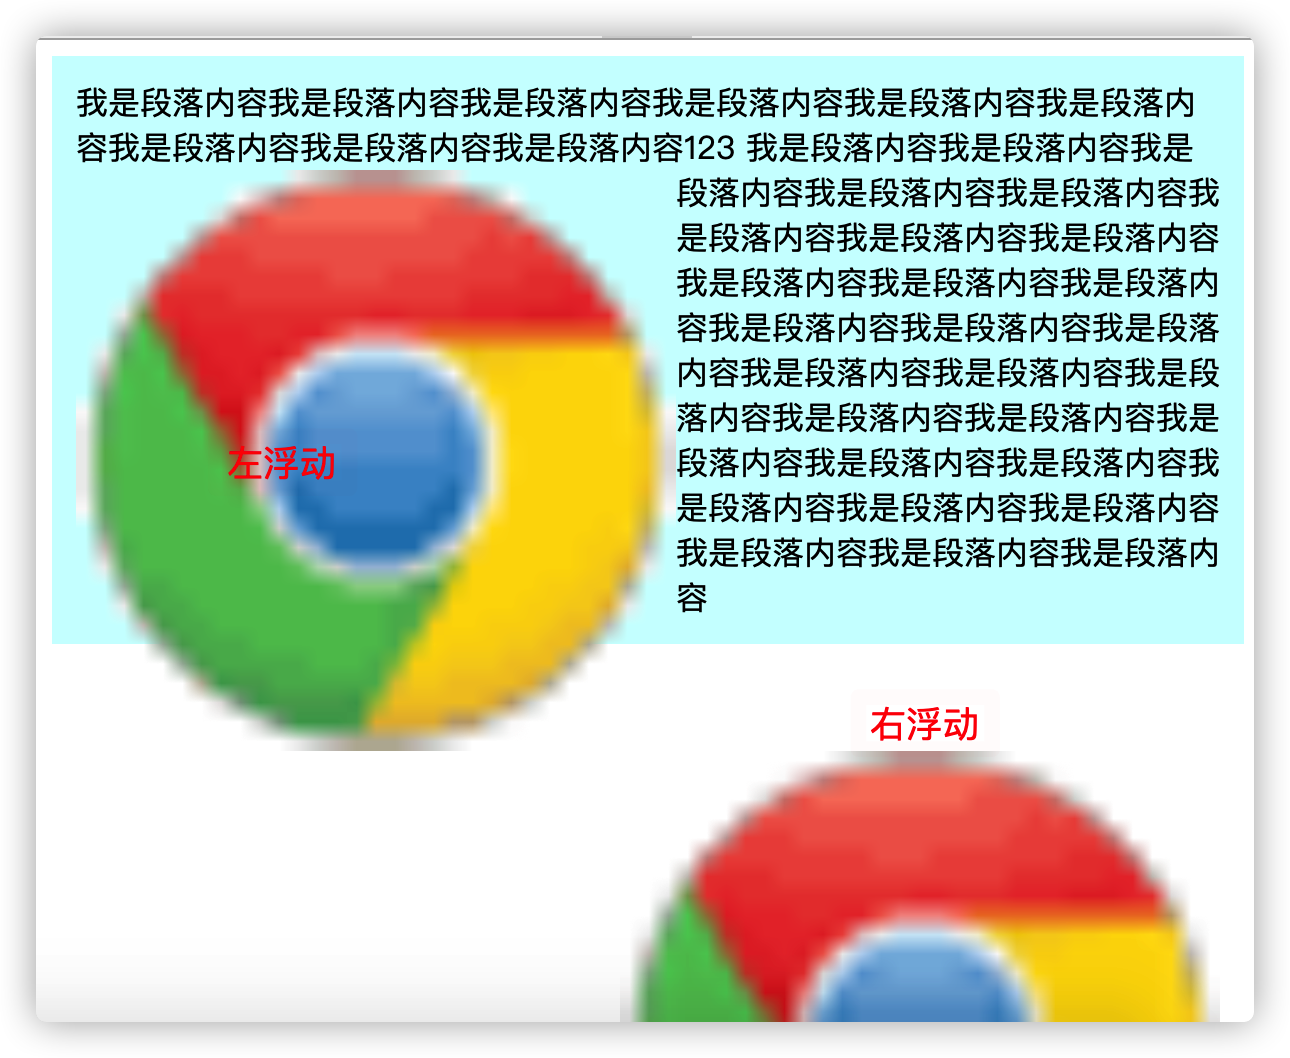 我是段落内容我是段落内容我是段落内容我是段落内容我是段落内容我是段落内
容我是段落内容我是段落内容我是段落内容123 我是段落内容我是段落内容我是
段落内容我是段落内容我是段落内容我
是段落内容我是段落内容我是段落内容
我是段落内容我是段落内容我是段落内
容我是段落内容我是段落内容我是段落
内容我是段落内容我是段落内容我是段
落内容我是段落内容我是段落内容我是
段落内容我是段落内容我是段落内容我
是段落内容我是段落内容我是段落内容
我是段落内容我是段落内容我是段落内
容
左浮动
右浮动